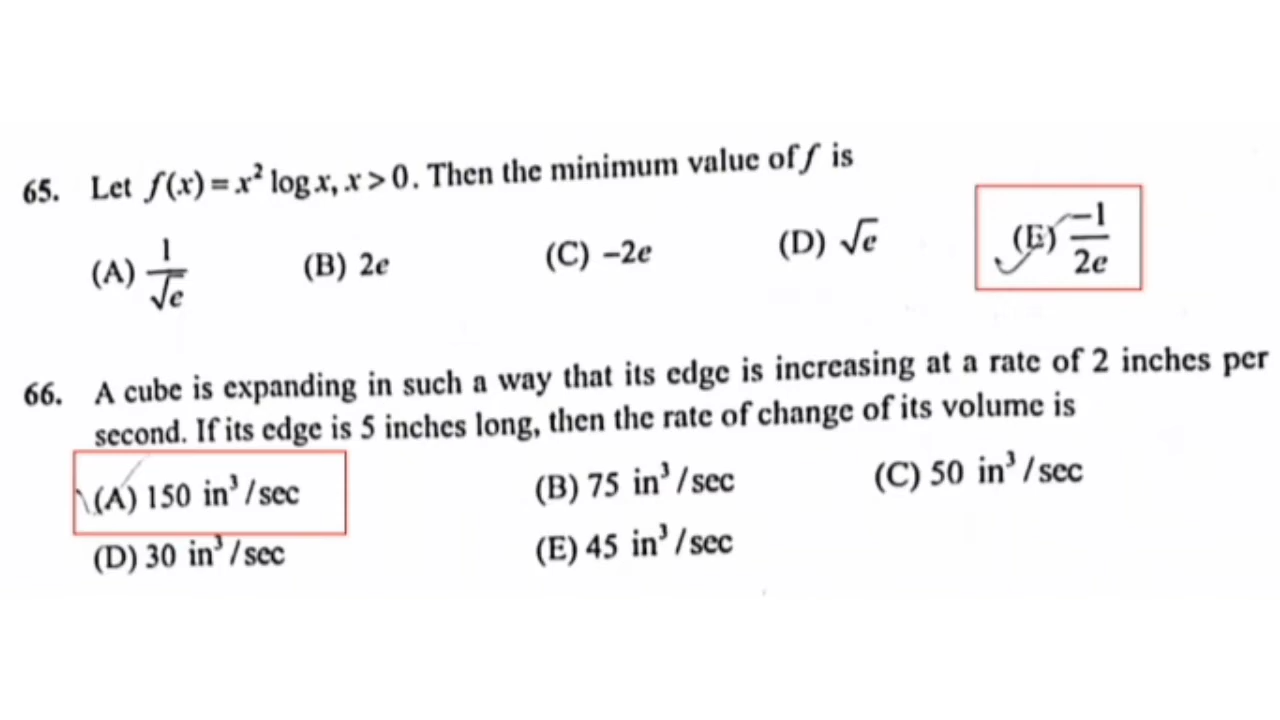 65. Let f(x) = x² log x, x > 0. Then the minimum value of f is
(A) 1/√e (B) 2e (C) –2e (D) √e (E) –1/2e
66. A cube is expanding in such a way that its edge is increasing at a rate of 2 inches per
second. If its edge is 5 inches long, then the rate of change of its volume is
(A) 150 in³/sec (B) 75 in³/sec (C) 50 in³/sec
(D) 30 in³/sec (E) 45 in³/sec